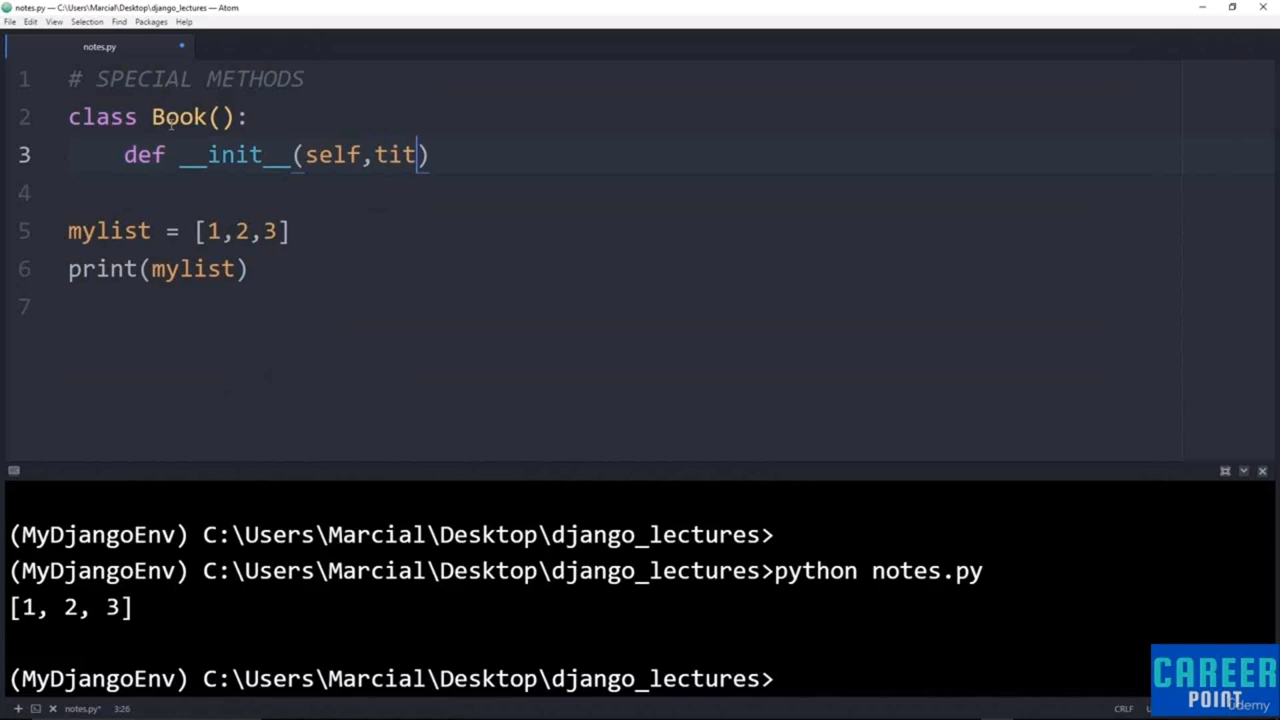 notes.py — C:\Users\Marcial\Desktop\django_lectures — Atom
File Edit View Selection Find Packages Help
notes.py
1 # SPECIAL METHODS
2 class Book():
3     def __init__(self,tit)
4
5 mylist = [1,2,3]
6 print(mylist)
7
(MyDjangoEnv) C:\Users\Marcial\Desktop\django_lectures>
(MyDjangoEnv) C:\Users\Marcial\Desktop\django_lectures>python notes.py
[1, 2, 3]
(MyDjangoEnv) C:\Users\Marcial\Desktop\django_lectures>
CAREER
POINT
Udemy
notes.py* 3:26 CRLF